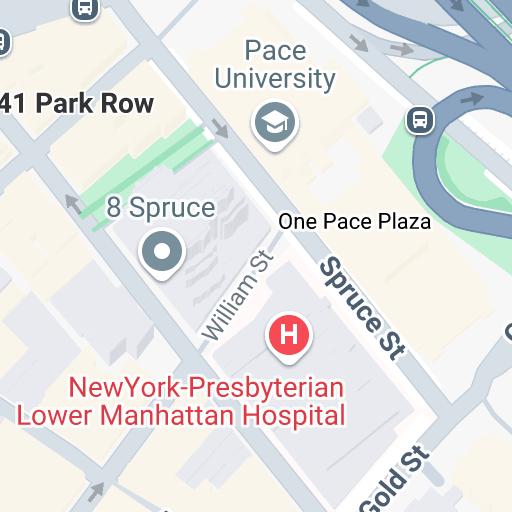 Pace
University
41 Park Row
8 Spruce
One Pace Plaza
William St
Spruce St
H
NewYork-Presbyterian
Lower Manhattan Hospital
Gold St